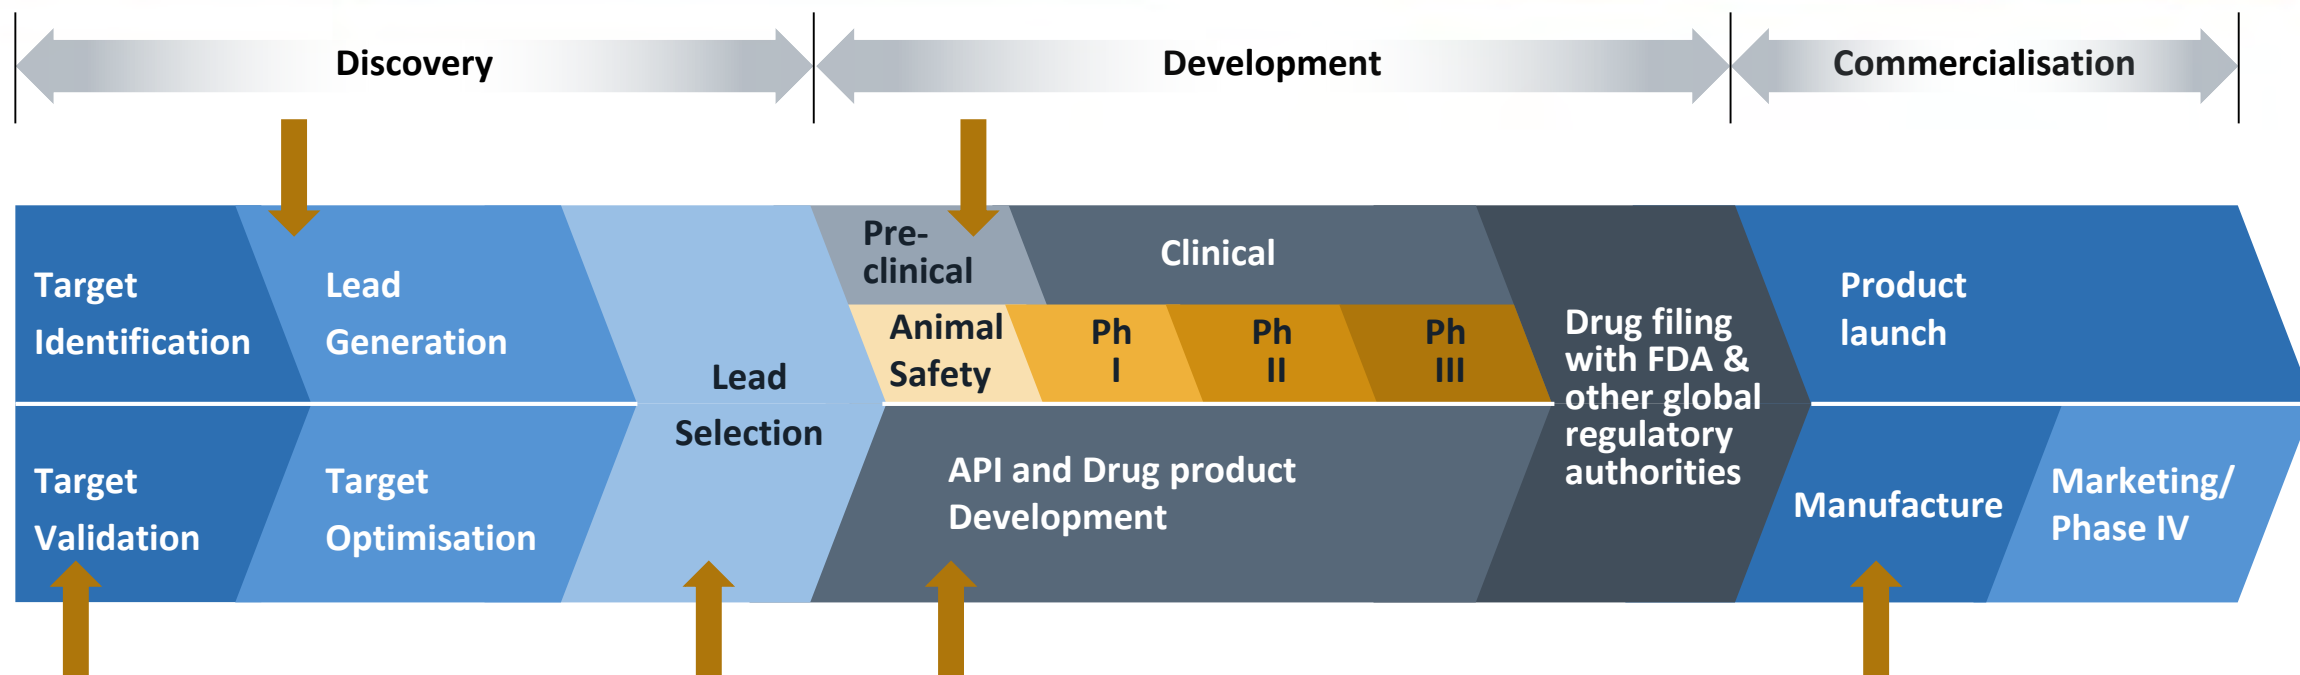 Discovery
Development
Commercialisation
Target
Identification
Lead
Generation
Target
Validation
Target
Optimisation
Lead
Selection
Pre-
clinical
Clinical
Animal
Safety
Ph
I
Ph
II
Ph
III
API and Drug product
Development
Drug filing
with FDA &
other global
regulatory
authorities
Product
launch
Manufacture
Marketing/
Phase IV